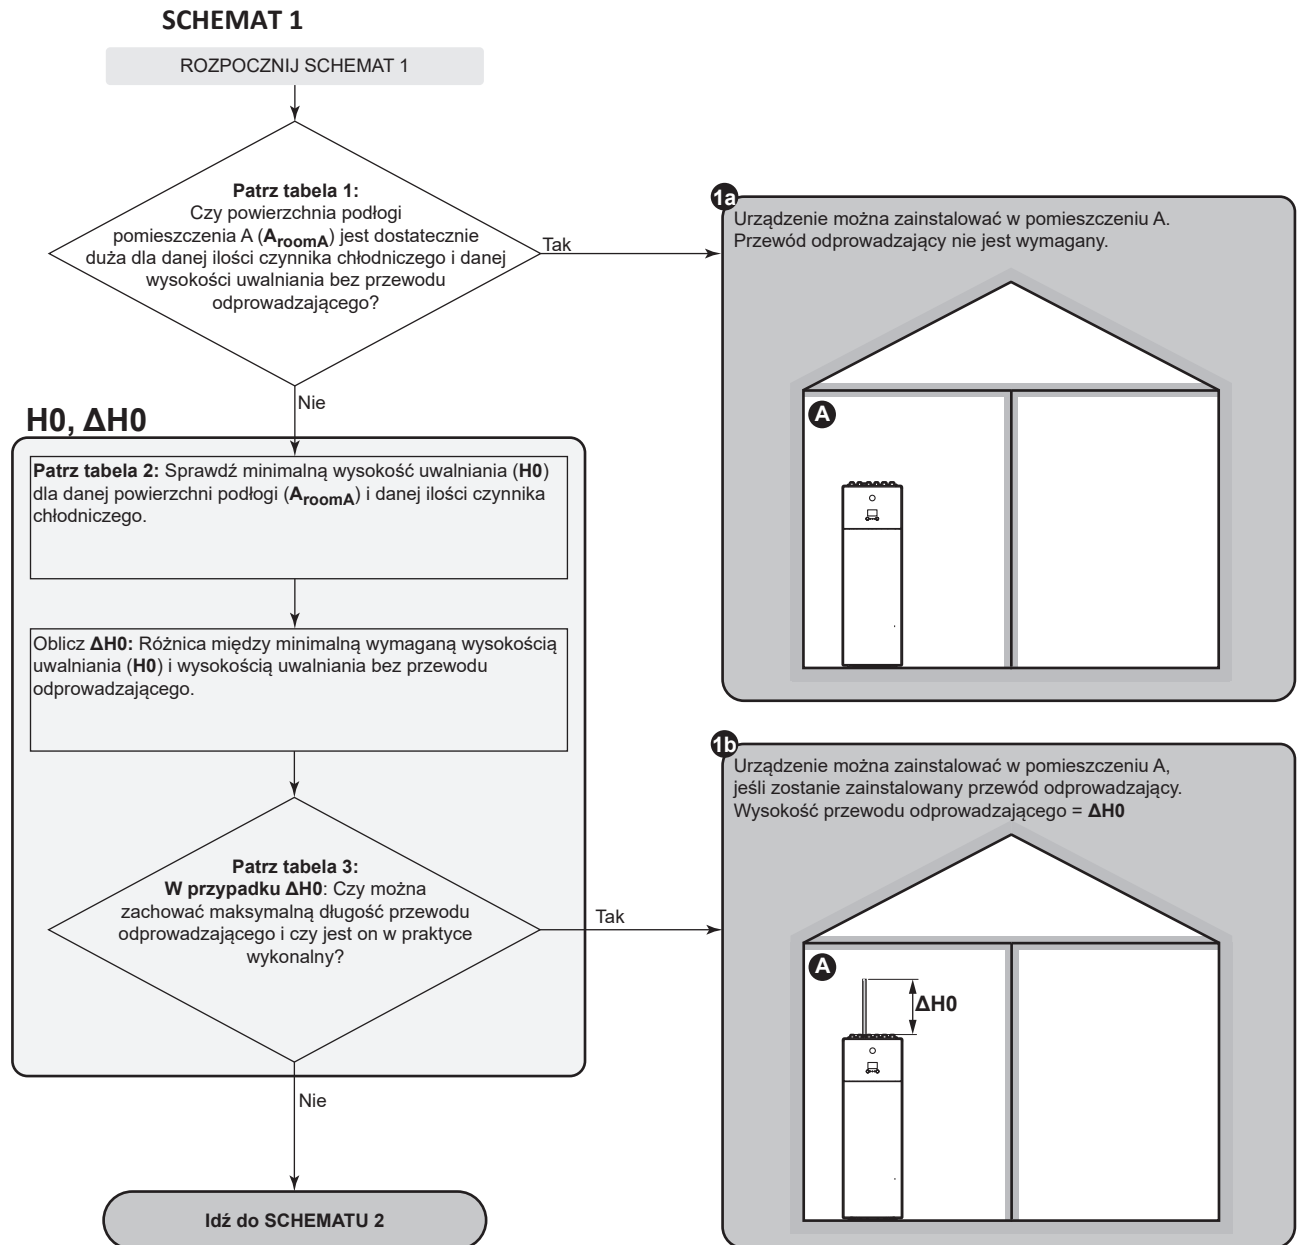 SCHEMAT 1
ROZPOCZNIJ SCHEMAT 1
Patrz tabela 1:
Czy powierzchnia podłogi
pomieszczenia A (AroomA) jest dostatecznie
duża dla danej ilości czynnika chłodniczego i danej
wysokości uwalniania bez przewodu
odprowadzającego?
Tak
1a
Urządzenie można zainstalować w pomieszczeniu A.
Przewód odprowadzający nie jest wymagany.
A
Nie
H0, ΔH0
Patrz tabela 2: Sprawdź minimalną wysokość uwalniania (H0)
dla danej powierzchni podłogi (AroomA) i danej ilości czynnika
chłodniczego.
Oblicz ΔH0: Różnica między minimalną wymaganą wysokością
uwalniania (H0) i wysokością uwalniania bez przewodu
odprowadzającego.
Patrz tabela 3:
W przypadku ΔH0: Czy można
zachować maksymalną długość przewodu
odprowadzającego i czy jest on w praktyce
wykonalny?
Tak
1b
Urządzenie można zainstalować w pomieszczeniu A,
jeśli zostanie zainstalowany przewód odprowadzający.
Wysokość przewodu odprowadzającego = ΔH0
A
ΔH0
Nie
Idź do SCHEMATU 2